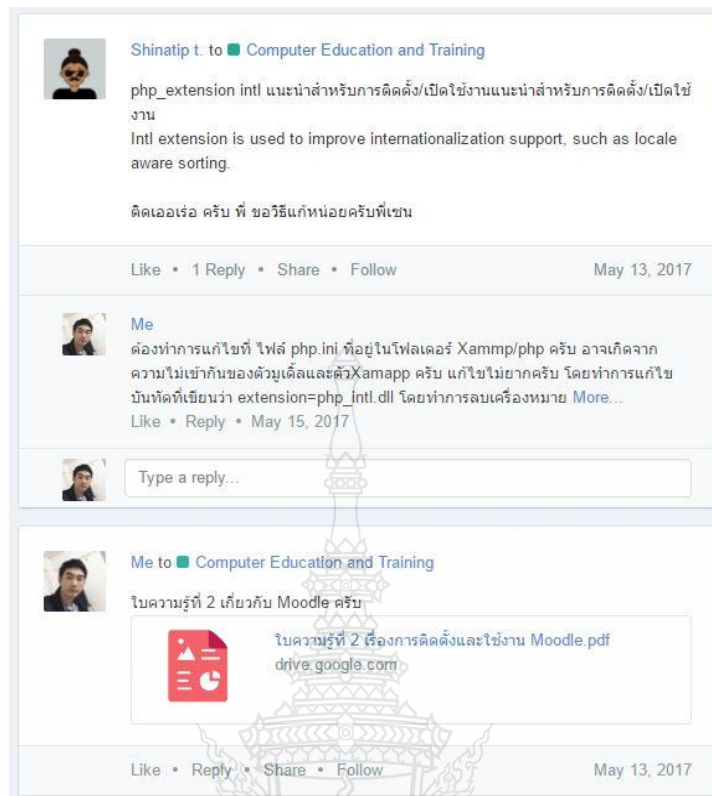 Shinatip t. to Computer Education and Training
php_extension intl แนะนำสำหรับการติดตั้ง/เปิดใช้งานแนะนำสำหรับการติดตั้ง/เปิดใช้
งาน
Intl extension is used to improve internationalization support, such as locale
aware sorting.
ติดเออเร่อ ครับ พี่ ขอวิธีแก้หน่อยครับพี่เซน
Like • 1 Reply • Share • Follow May 13, 2017
Me
ต้องทำการแก้ไขที่ ไฟล์ php.ini ที่อยู่ในโฟลเดอร์ Xammp/php ครับ อาจเกิดจาก
ความไม่เข้ากันของตัวมูเดิ้ลและตัวXamapp ครับ แก้ไขไม่ยากครับ โดยทำการแก้ไข
บันทัดที่เขียนว่า extension=php_intl.dll โดยทำการลบเครื่องหมาย More...
Like • Reply • May 15, 2017
Type a reply...
Me to Computer Education and Training
ใบความรู้ที่ 2 เกี่ยวกับ Moodle ครับ
ใบความรู้ที่ 2 เรื่องการติดตั้งและใช้งาน Moodle.pdf
drive.google.com
Like • Reply • Share • Follow May 13, 2017